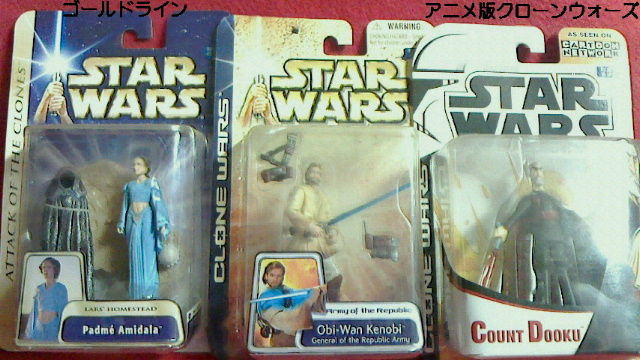 ゴールドライン
アニメ版クローンウォーズ
STAR
WARS
ATTACK OF THE CLONES
LARS' HOMESTEAD
Padmé Amidala
STAR
WARS
CLONE WARS
Army of the Republic
Obi-Wan Kenobi
General of the Republic Army
WARNING
AS SEEN ON
CARTOON NETWORK
STAR
WARS
CLONE WARS
COUNT DOOKU